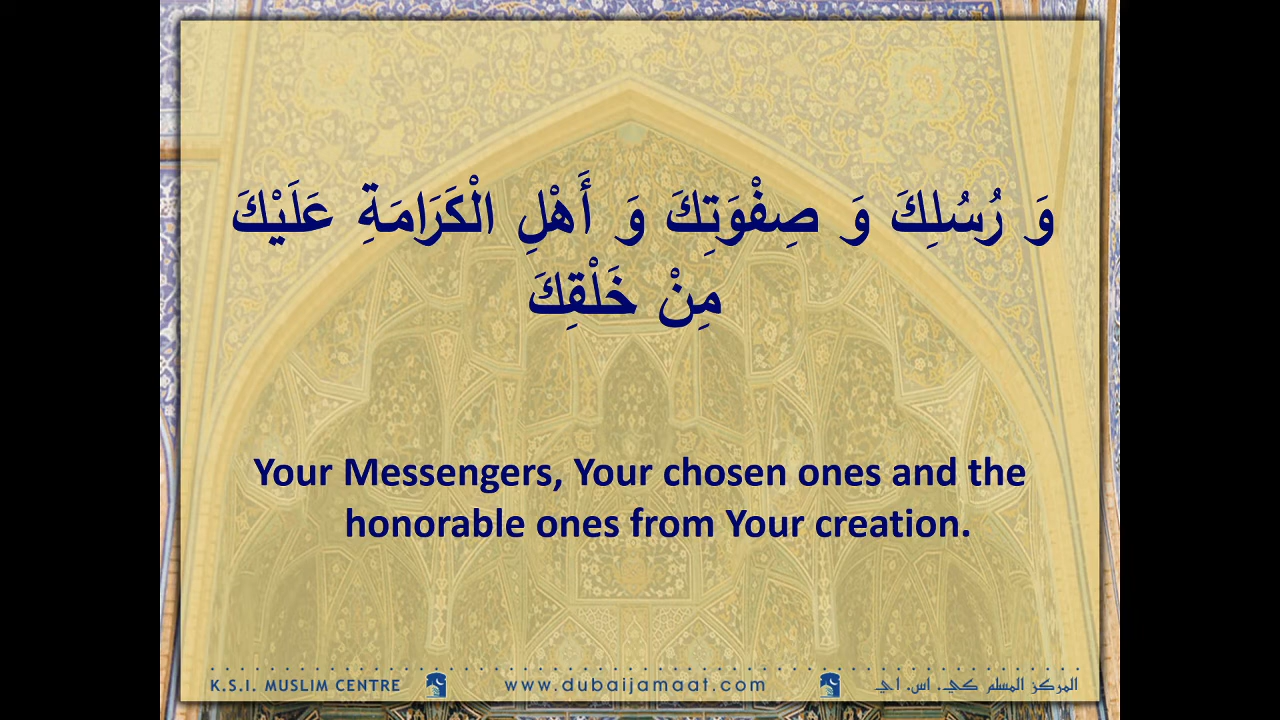 وَ رُسُلِكَ وَ صِفْوَتِكَ وَ أَهْلِ الْكَرَامَةِ عَلَيْكَ
مِنْ خَلْقِكَ
Your Messengers, Your chosen ones and the
honorable ones from Your creation.
K.S.I. MUSLIM CENTRE www.dubaijamaat.com المركز المسلم كي. اس. اي